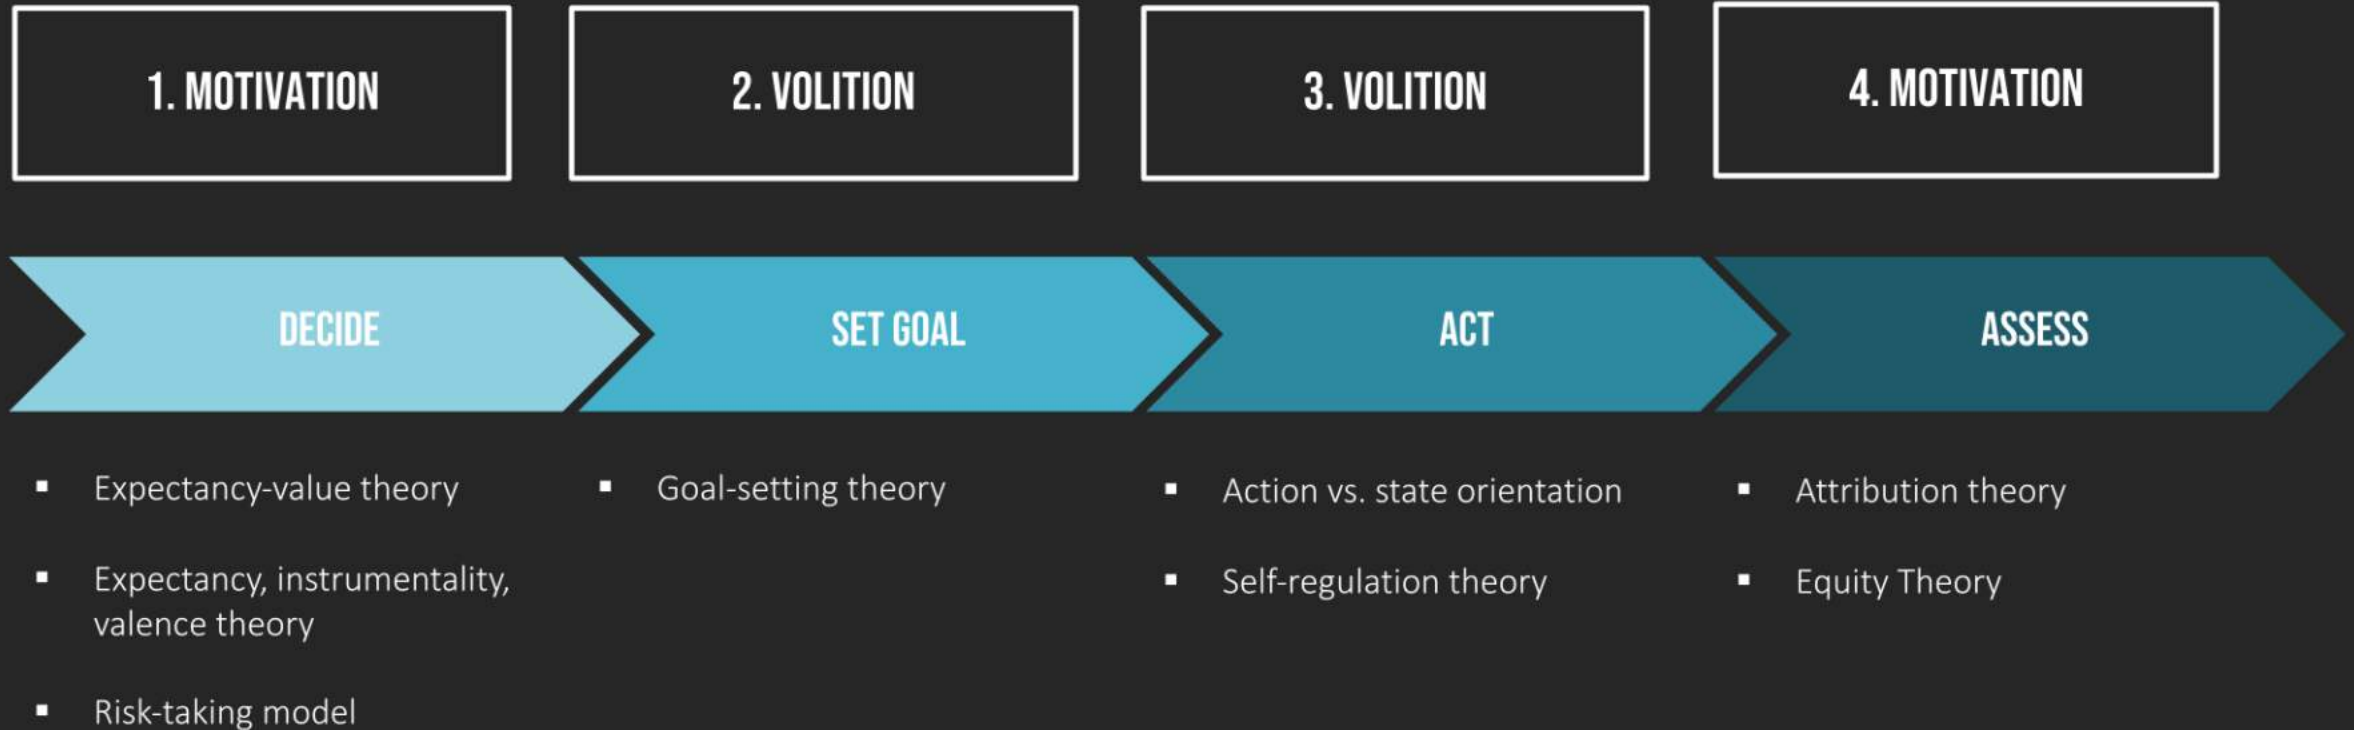 1. MOTIVATION
2. VOLITION
3. VOLITION
4. MOTIVATION
DECIDE
SET GOAL
ACT
ASSESS
▪ Expectancy-value theory
▪ Expectancy, instrumentality,
valence theory
▪ Risk-taking model
▪ Goal-setting theory
▪ Action vs. state orientation
▪ Self-regulation theory
▪ Attribution theory
▪ Equity Theory